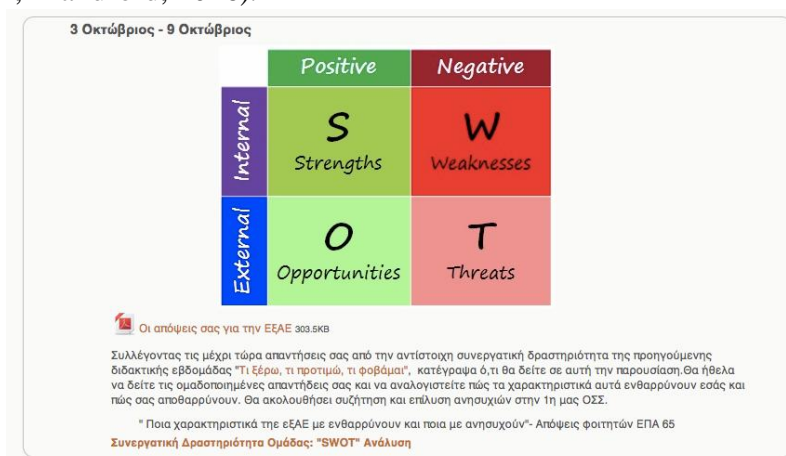 3 Οκτώβριος - 9 Οκτώβριος
Positive Negative
Internal
S W
Strengths Weaknesses
External
O T
Opportunities Threats
Οι απόψεις σας για την ΕξΑΕ 303.5KB
Συλλέγοντας τις μέχρι τώρα απαντήσεις σας από την αντίστοιχη συνεργατική δραστηριότητα της προηγούμενης
διδακτικής εβδομάδας "Τι ξέρω, τι προτιμώ, τι φοβάμαι", κατέγραψα ό,τι θα δείτε σε αυτή την παρουσίαση.Θα ήθελα
να δείτε τις ομαδοποιημένες απαντήδεις σας και να αναλογιστείτε πώς τα χαρακτηριστικά αυτά ενθαρρύνουν εσάς και
πώς σας αποθαρρύνουν. Θα ακολουθήσει συζήτηση και επίλυση ανησυχιών στην 1η μας ΟΣΣ.
" Ποια χαρακτηριστικά τηε εξΑΕ με ενθαρρύνουν και ποια με ανησυχούν"- Απόψεις φοιτητών ΕΠΑ 65
Συνεργατική Δραστηριότητα Ομάδας: "SWOT" Ανάλυση